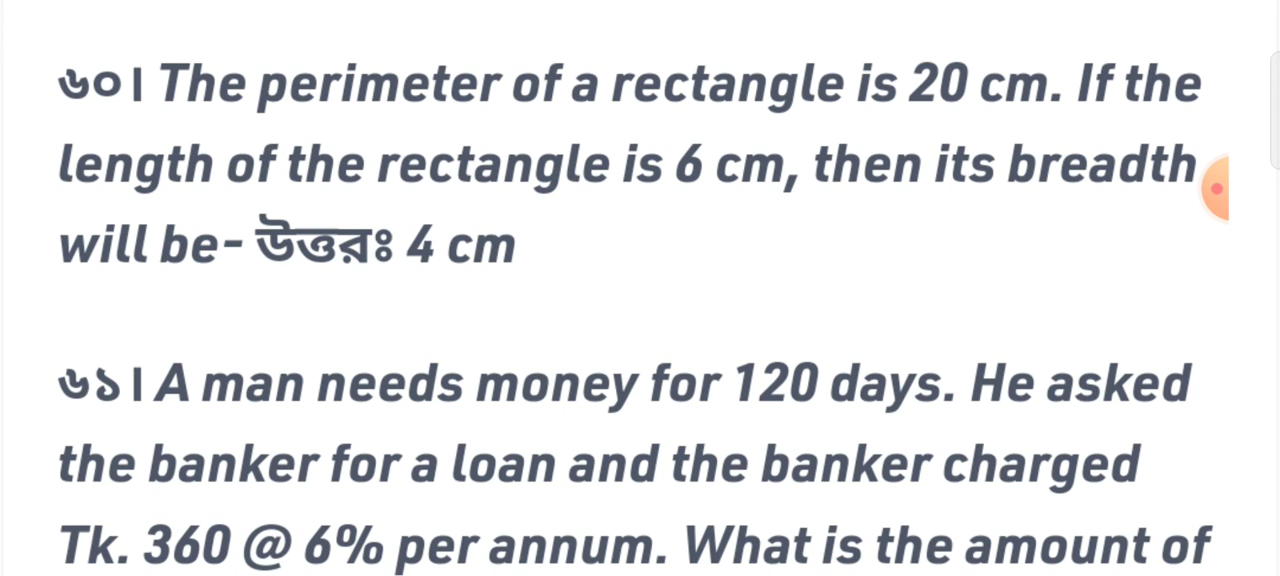 ৬০। The perimeter of a rectangle is 20 cm. If the
length of the rectangle is 6 cm, then its breadth
will be- উত্তরঃ 4 cm
৬১। A man needs money for 120 days. He asked
the banker for a loan and the banker charged
Tk. 360 @ 6% per annum. What is the amount of